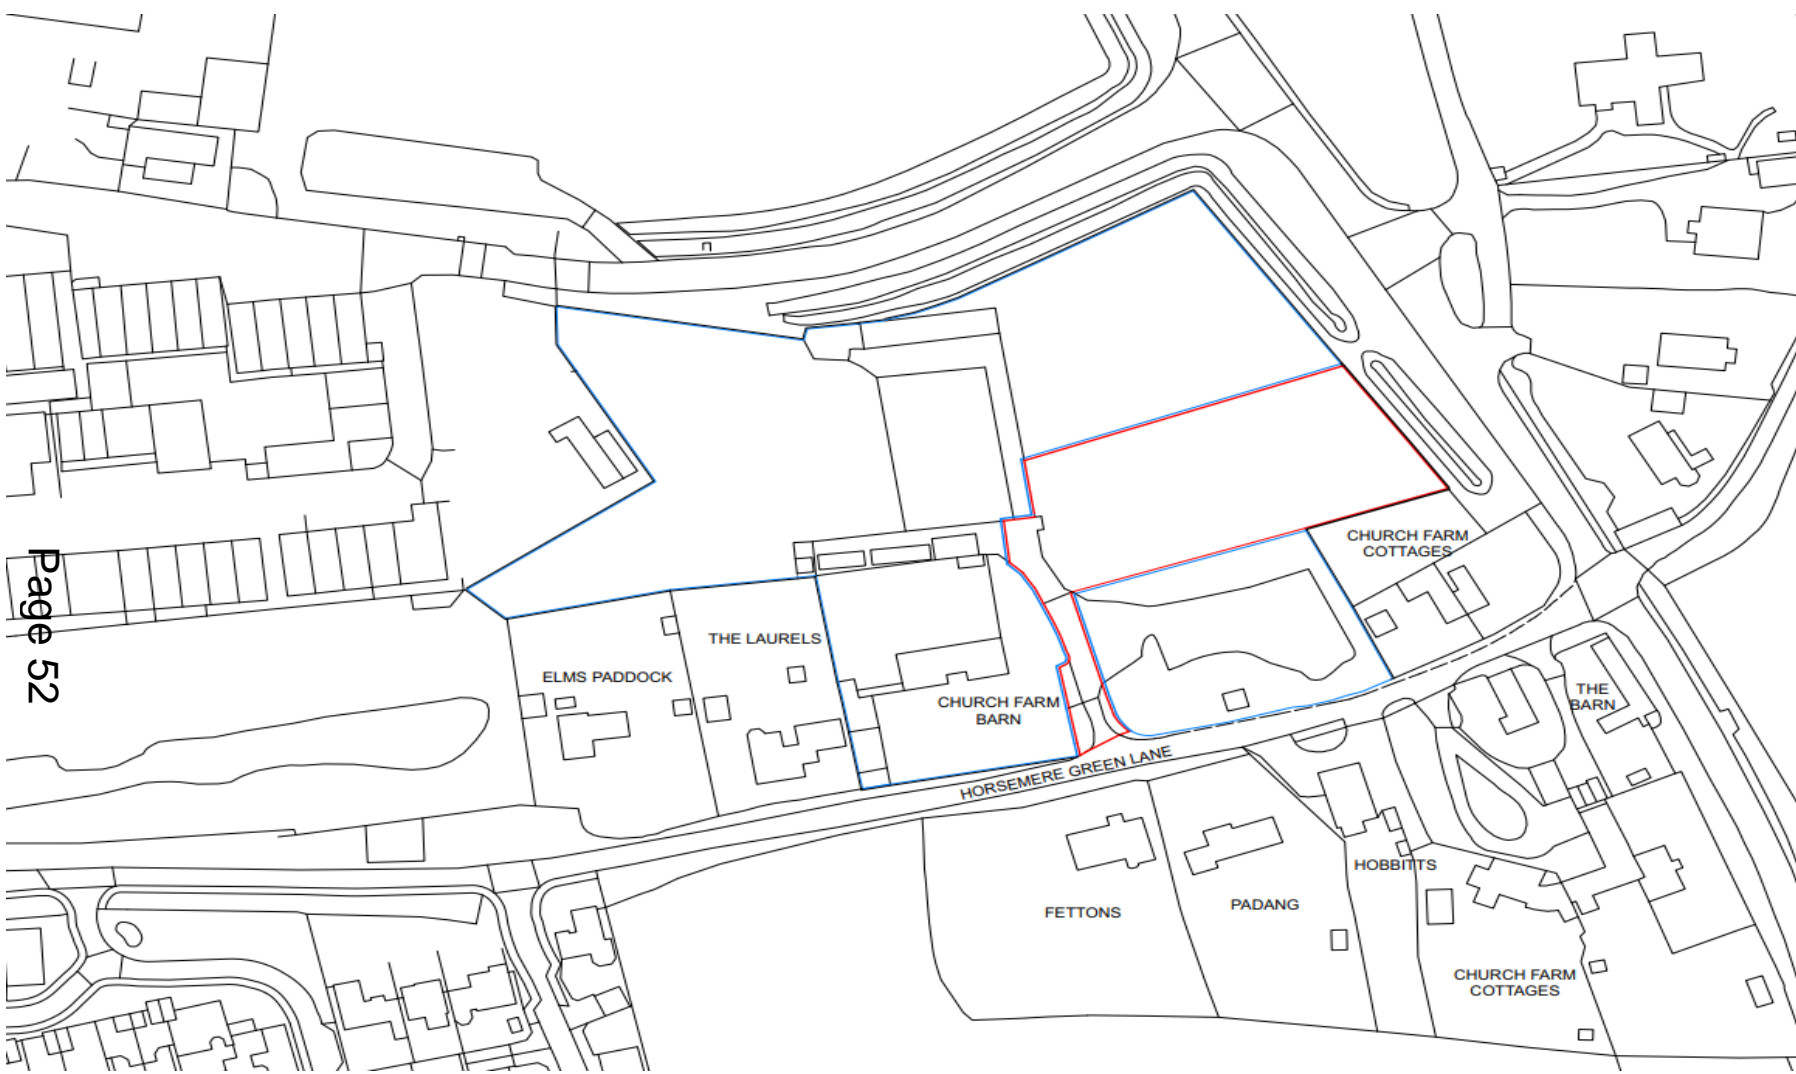 CHURCH FARM
COTTAGES
Page 52
THE LAURELS
ELMS PADDOCK
CHURCH FARM
BARN
THE
BARN
HORSEMERE GREEN LANE
HOBBITTS
PADANG
FETTONS
CHURCH FARM
COTTAGES